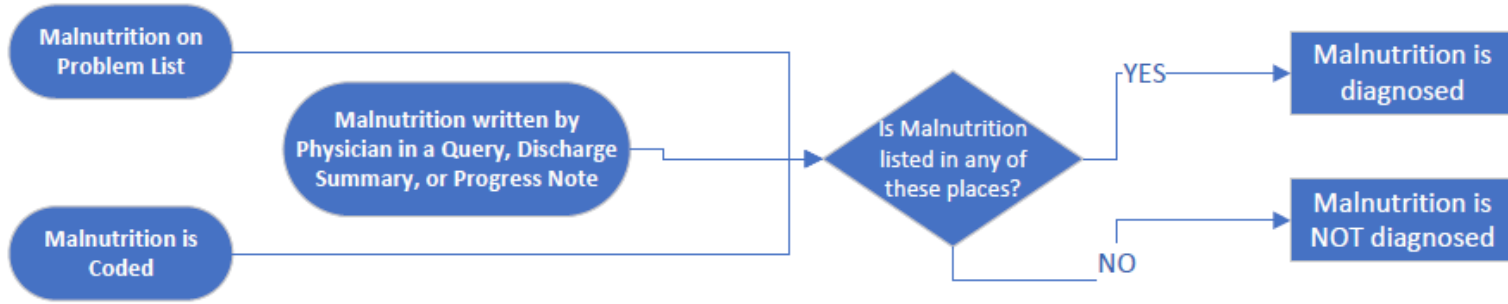 Malnutrition on
Problem List
Malnutrition written by
Physician in a Query, Discharge
Summary, or Progress Note
Malnutrition is
Coded
Is Malnutrition
listed in any of
these places?
YES
Malnutrition is
diagnosed
NO
Malnutrition is
NOT diagnosed